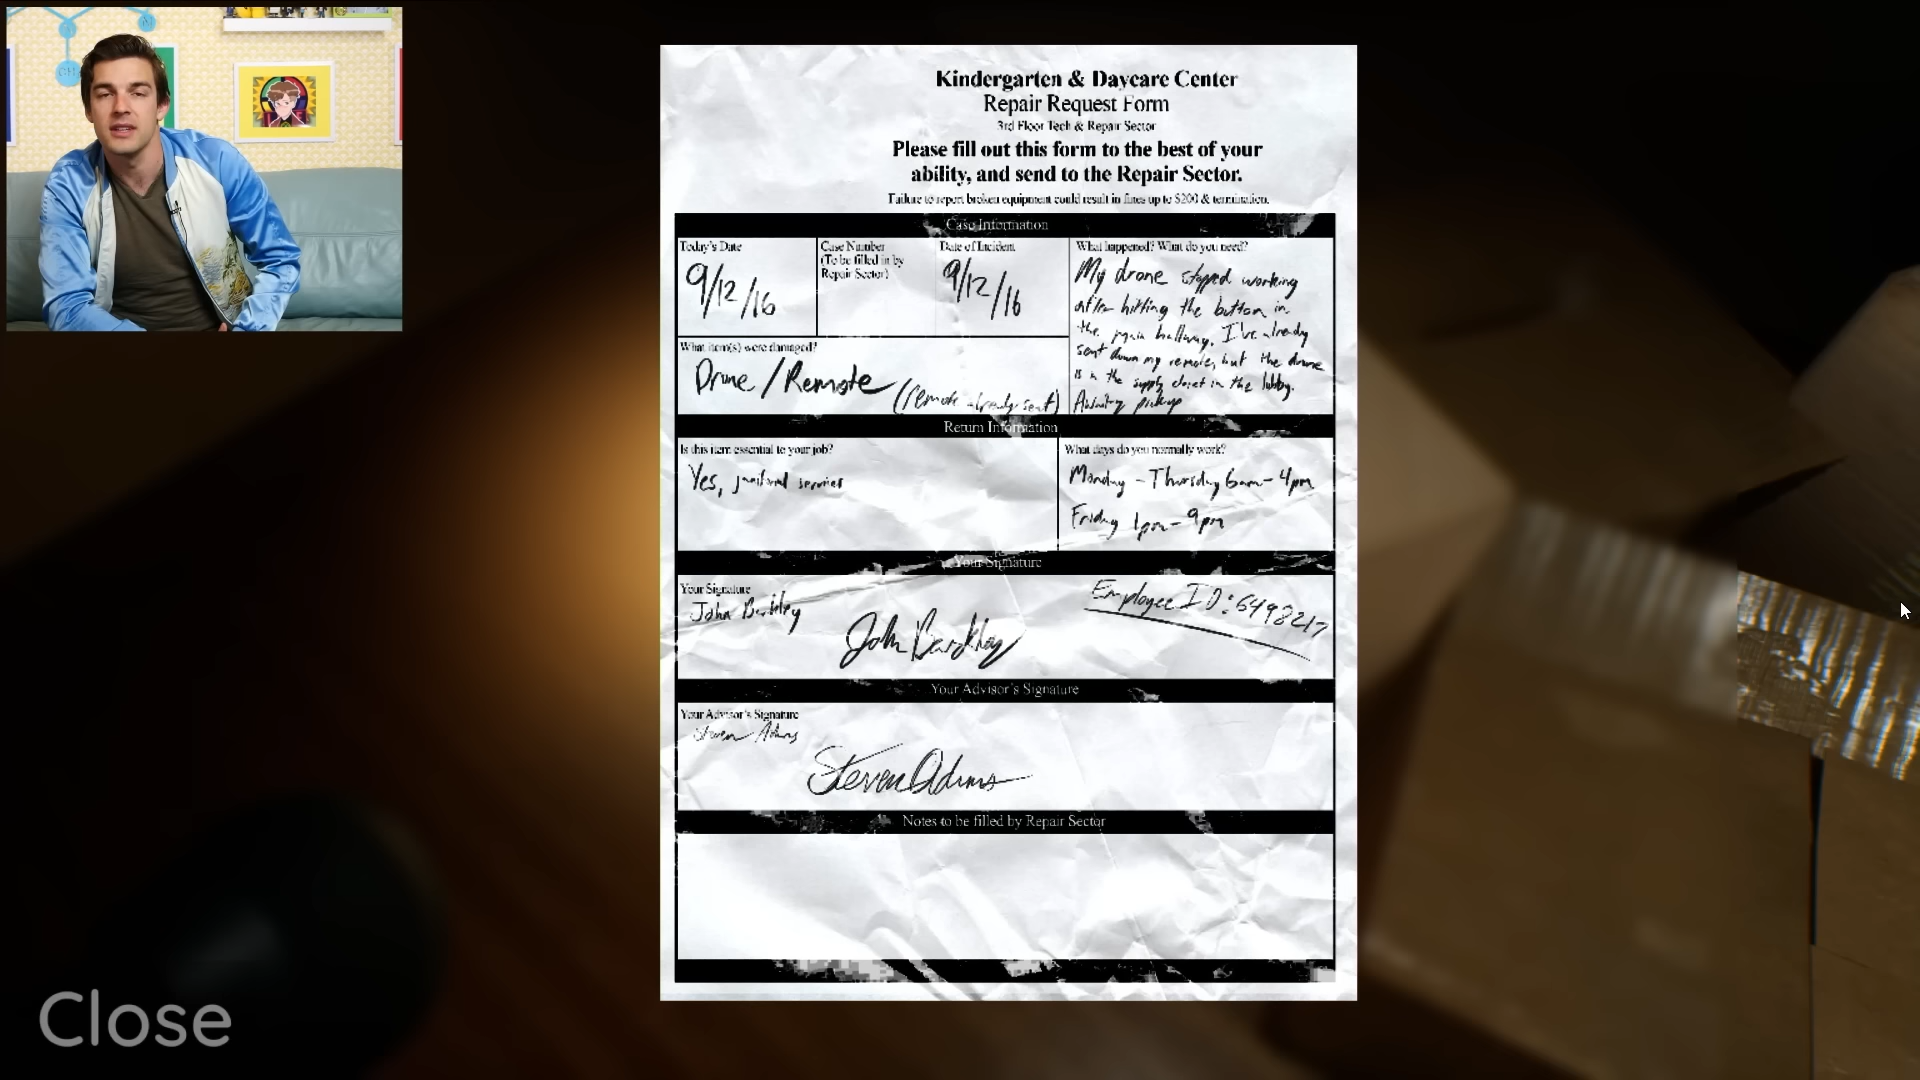 Kindergarten & Daycare Center
Repair Request Form
3rd Floor Tech & Repair Sector
Please fill out this form to the best of your
ability, and send to the Repair Sector.
Failure to report broken equipment could result in fines up to $200 & termination.
Case Information
Today's Date
9/12/16
Case Number
(To be filled in by
Repair Sector)
Date of Incident
9/12/16
What happened? What do you need?
My drone stopped working
after hitting the button in
the main hallway. I've already
sent down my remote, but the drone
is in the supply closet in the lobby.
Awaiting pickup
What item(s) were damaged?
Drone / Remote (remote already sent)
Return Information
Is this item essential to your job?
Yes, janitorial services
What days do you normally work?
Monday - Thursday 6am - 4pm
Friday 1pm - 9pm
Your Signature
Your Signature
John Barkley
John Barkley
Employee ID: 6498217
Your Advisor's Signature
Your Advisor's Signature
Steven Adams
Steven Adams
Notes to be filled by Repair Sector
Close